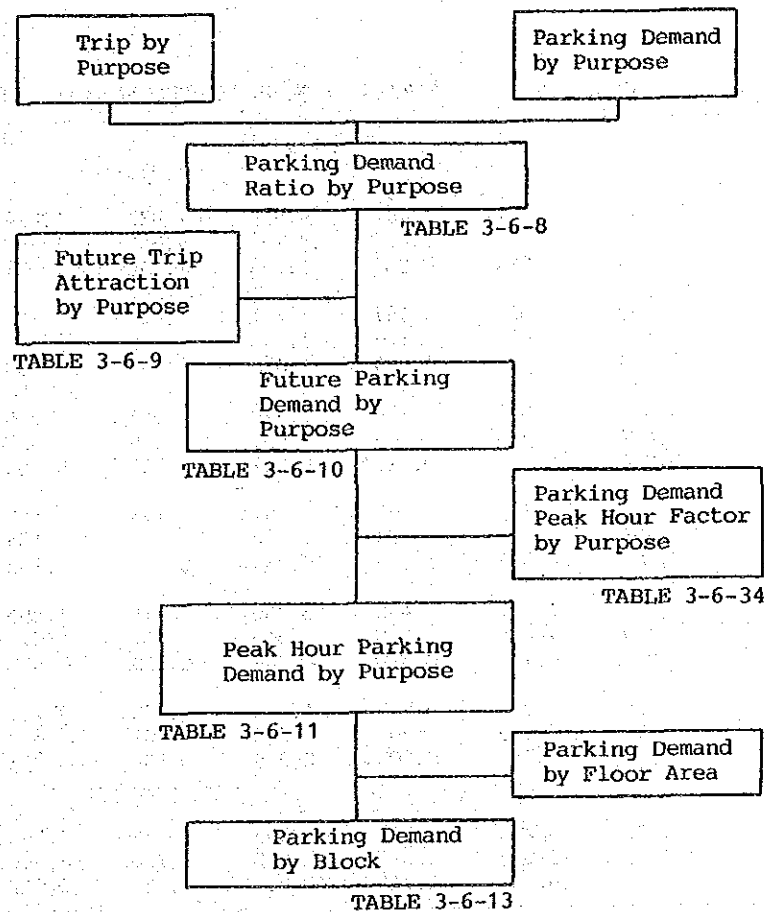 Trip by
Purpose
Parking Demand
by Purpose
Parking Demand
Ratio by Purpose
TABLE 3-6-8
Future Trip
Attraction
by Purpose
TABLE 3-6-9
Future Parking
Demand by
Purpose
TABLE 3-6-10
Parking Demand
Peak Hour Factor
by Purpose
TABLE 3-6-34
Peak Hour Parking
Demand by Purpose
TABLE 3-6-11
Parking Demand
by Floor Area
Parking Demand
by Block
TABLE 3-6-13